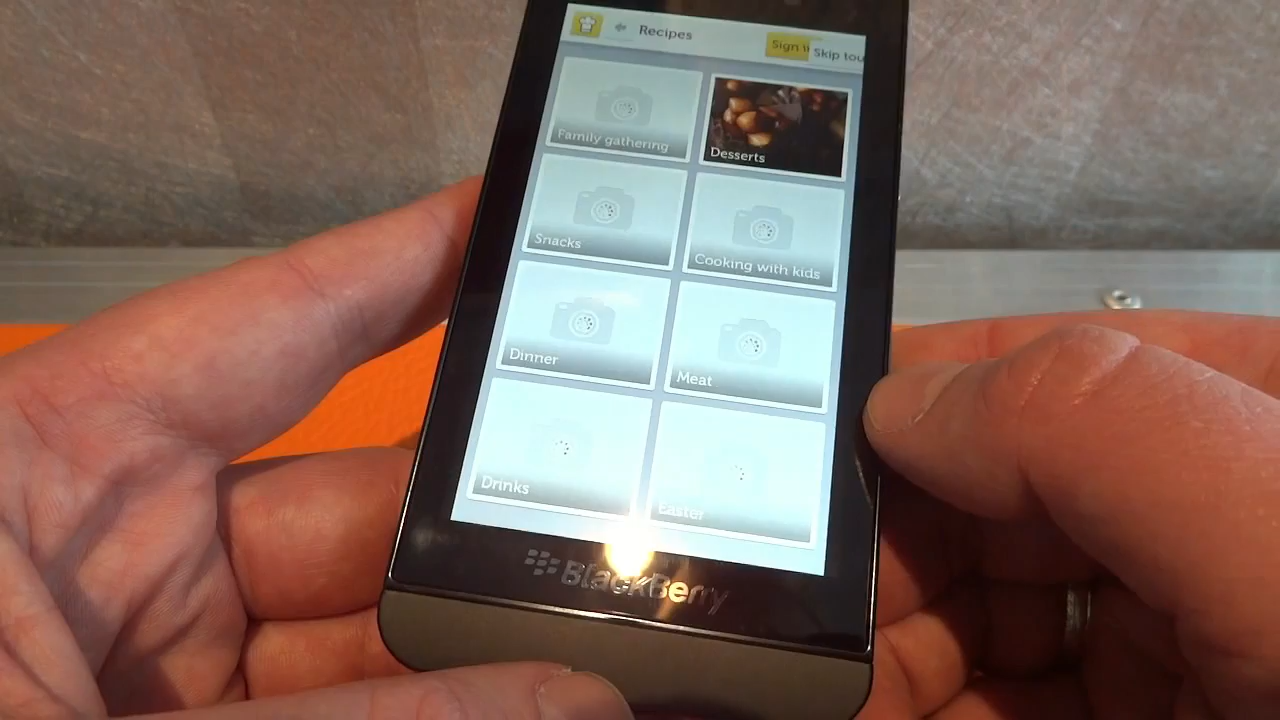 Recipes
Sign
Skip tou
Family gathering
Desserts
Snacks
Cooking with kids
Dinner
Meat
Drinks
Easter
BlackBerry